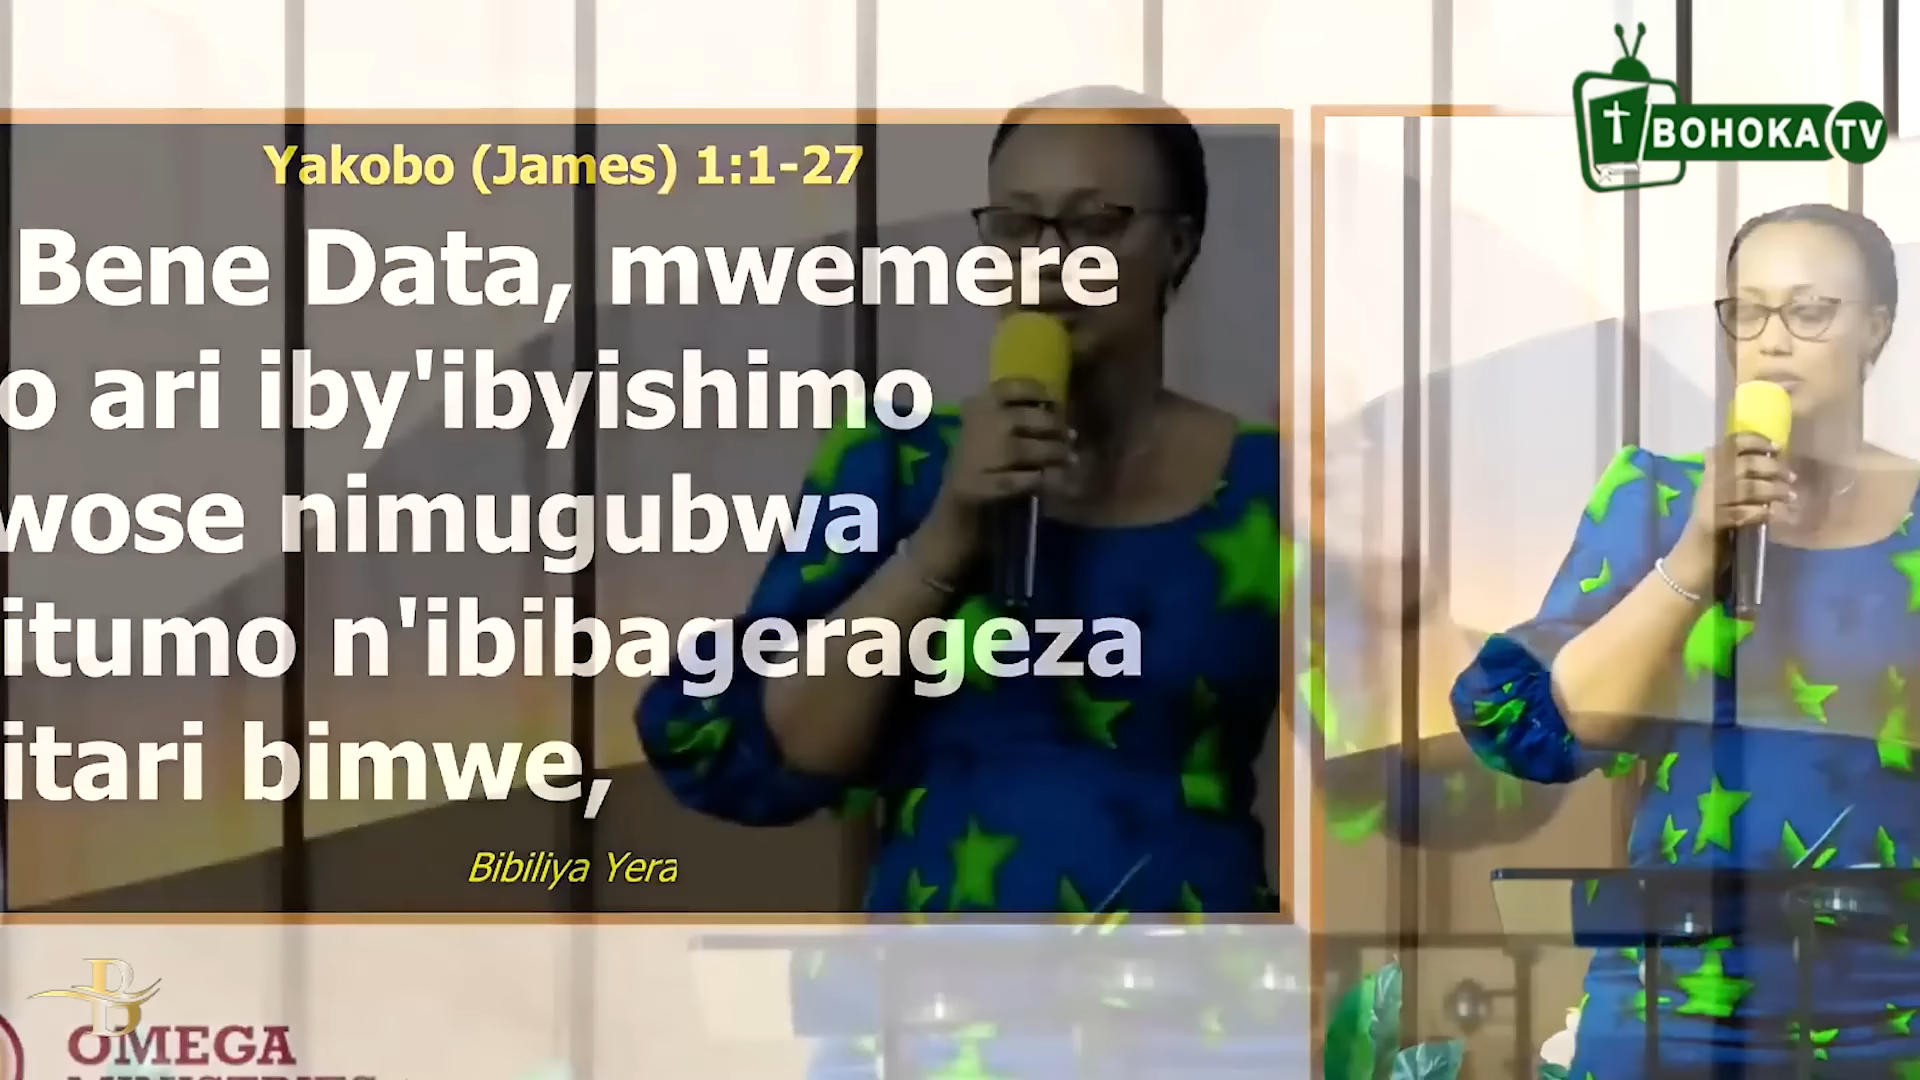 BOHOKA TV
Yakobo (James) 1:1-27
Bene Data, mwemere
o ari iby'ibyishimo
wose nimugubwa
itumo n'ibibagerageza
itari bimwe,
Bibiliya Yera
OMEGA
MINISTRIES